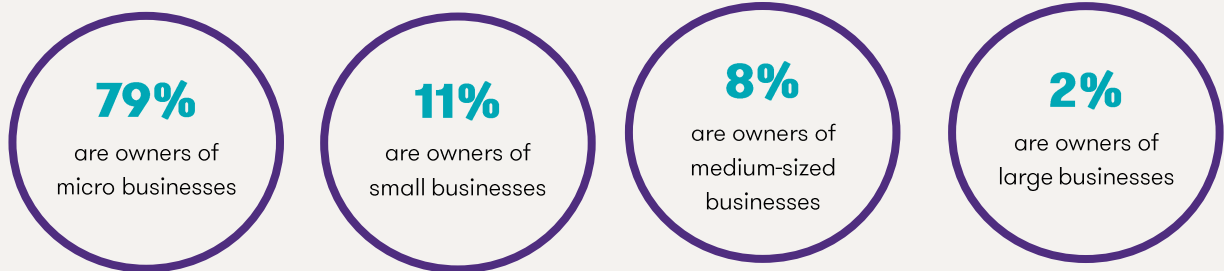 79%
are owners of
micro businesses
11%
are owners of
small businesses
8%
are owners of
medium-sized
businesses
2%
are owners of
large businesses